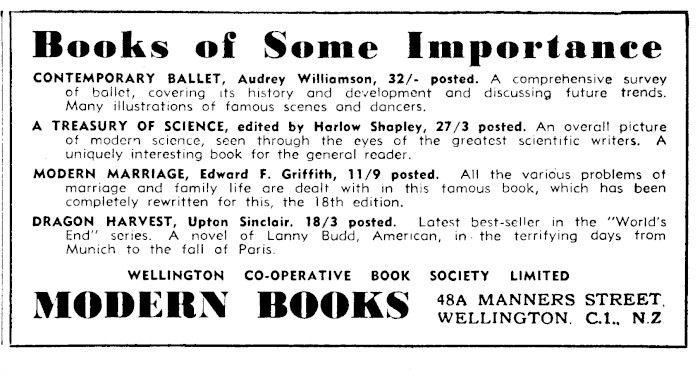 Books of Some Importance
CONTEMPORARY BALLET, Audrey Williamson, 32/- posted. A comprehensive survey
of ballet, covering its history and development and discussing future trends.
Many illustrations of famous scenes and dancers.
A TREASURY OF SCIENCE, edited by Harlow Shapley, 27/3 posted. An overall picture
of modern science, seen through the eyes of the greatest scientific writers. A
uniquely interesting book for the general reader.
MODERN MARRIAGE, Edward F. Griffith, 11/9 posted. All the various problems of
marriage and family life are dealt with in this famous book, which has been
completely rewritten for this, the 18th edition.
DRAGON HARVEST, Upton Sinclair. 18/3 posted. Latest best-seller in the "World's
End" series. A novel of Lanny Budd, American, in the terrifying days from
Munich to the fall of Paris.
WELLINGTON CO-OPERATIVE BOOK SOCIETY LIMITED
MODERN BOOKS
48A MANNERS STREET,
WELLINGTON. C.1., N.Z